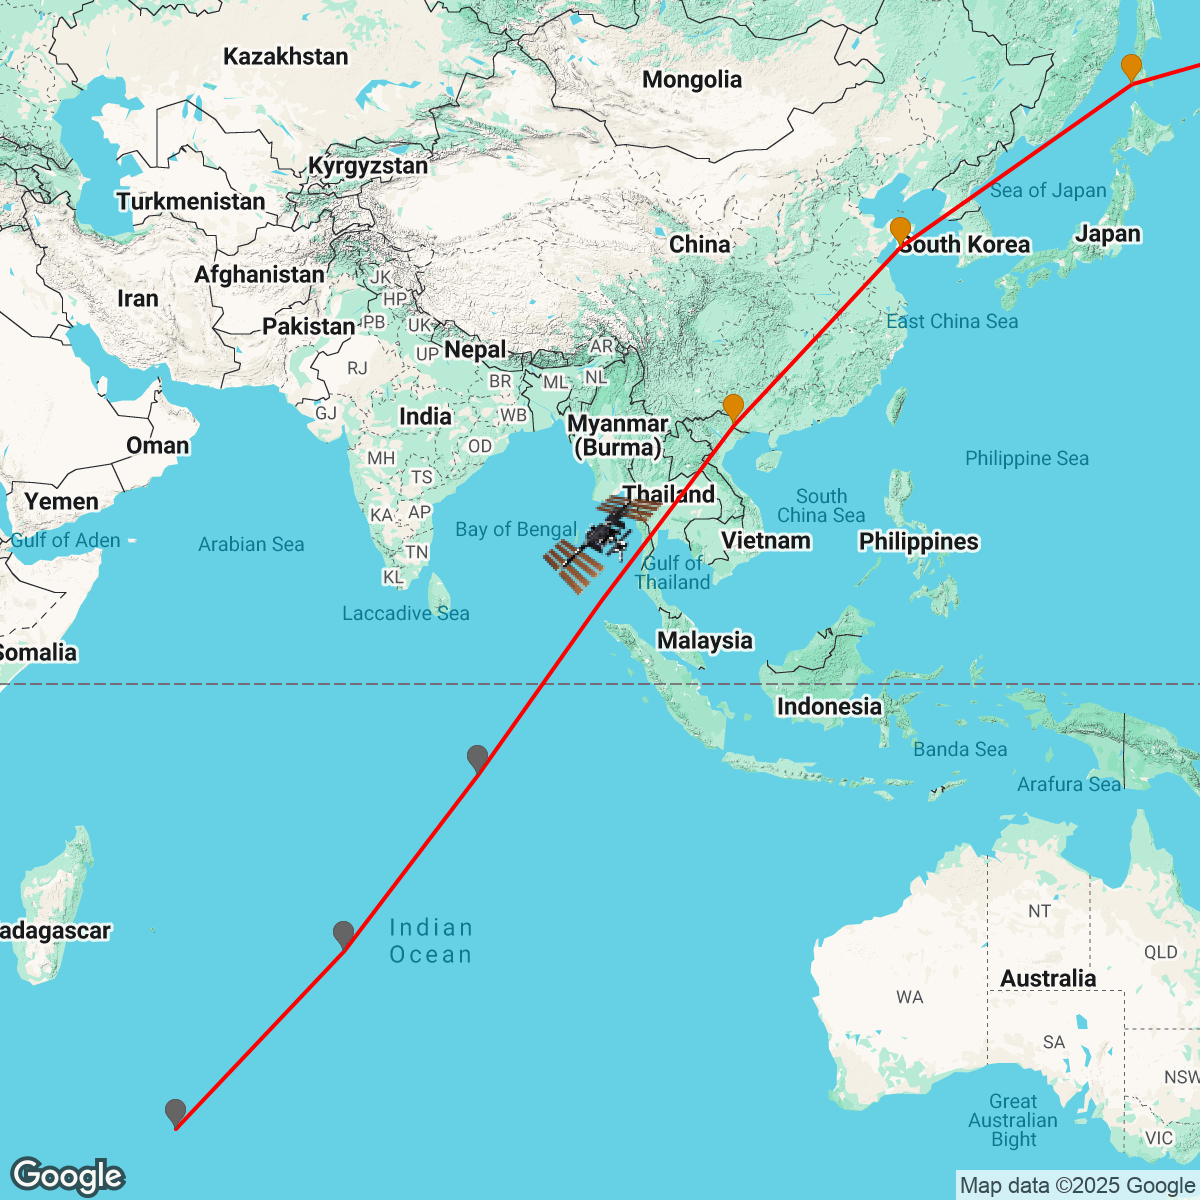 Kazakhstan
Mongolia
Kyrgyzstan
Turkmenistan
Sea of Japan
Japan
China
South Korea
Afghanistan
JK
HP
Iran
Pakistan
PB
UK
East China Sea
Nepal
UP
AR
RJ
BR
ML
NL
GJ
India
WB
Myanmar
(Burma)
Oman
OD
MH
Philippine Sea
TS
Yemen
Thailand
South
China Sea
KA
AP
Bay of Bengal
Gulf of Aden
Arabian Sea
Vietnam
Philippines
TN
Gulf of
Thailand
KL
Laccadive Sea
Somalia
Malaysia
Indonesia
Banda Sea
Arafura Sea
NT
adagascar
Indian
Ocean
QLD
Australia
WA
SA
NSW
Great
Australian
Bight
VIC
Google
Map data ©2025 Google